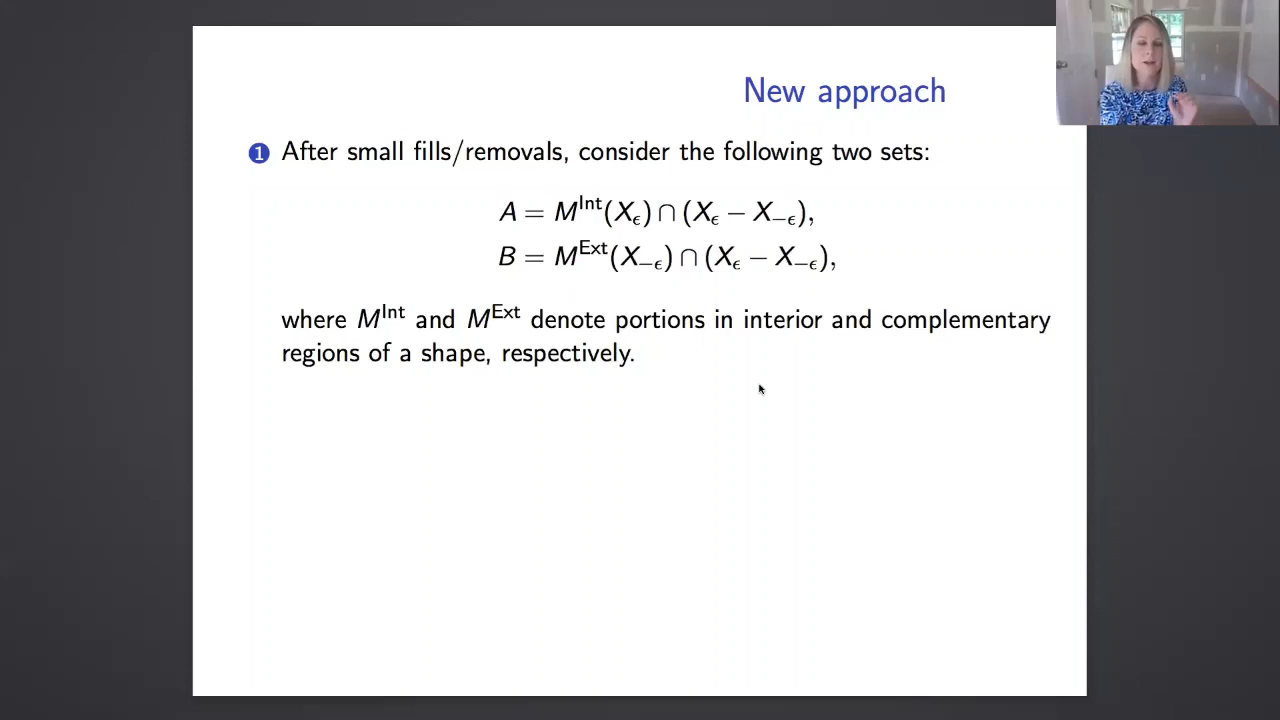 New approach
1 After small fills/removals, consider the following two sets:
A = M^Int(X_ϵ) ∩ (X_ϵ − X_−ϵ),
B = M^Ext(X_−ϵ) ∩ (X_ϵ − X_−ϵ),
where M^Int and M^Ext denote portions in interior and complementary
regions of a shape, respectively.